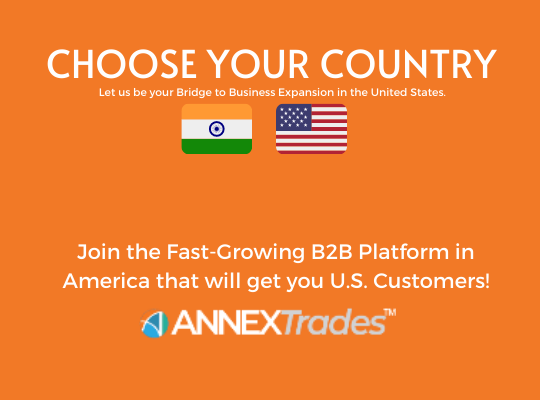 CHOOSE YOUR COUNTRY
Let us be your Bridge to Business Expansion in the United States.
Join the Fast-Growing B2B Platform in
America that will get you U.S. Customers!
ANNEXTrades™